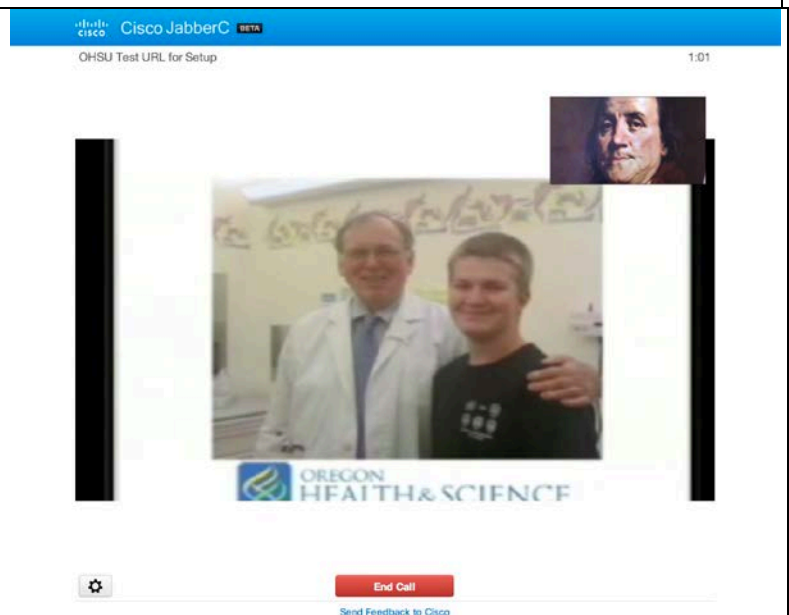 CISCO Cisco JabberC BETA
OHSU Test URL for Setup 1:01
OREGON
HEALTH & SCIENCE
End Call
Send Feedback to Cisco